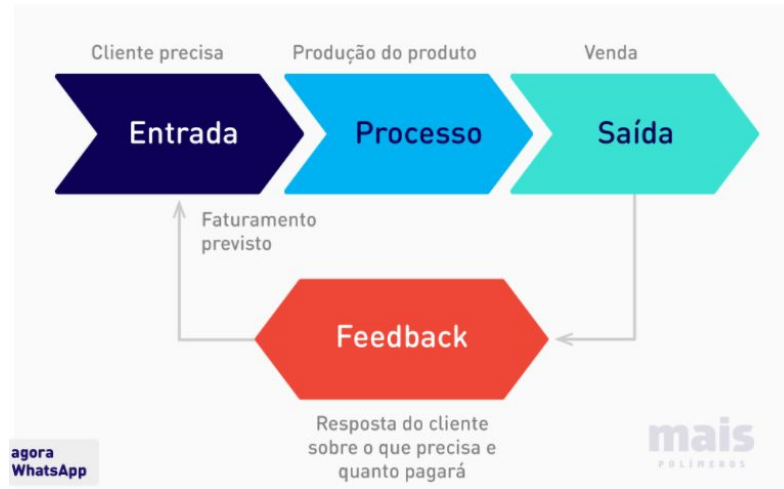 Cliente precisa
Produção do produto
Venda
Entrada
Processo
Saída
Faturamento
previsto
Feedback
Resposta do cliente
sobre o que precisa e
quanto pagará
mais
POLÍMEROS
agora
WhatsApp